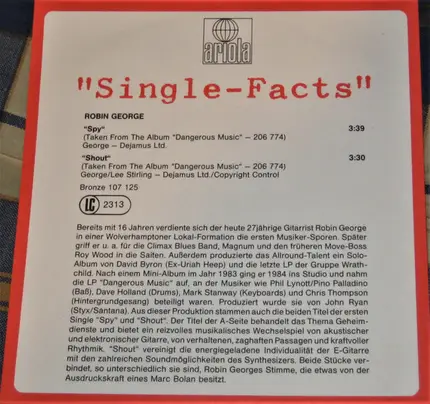 ariola
"Single-Facts"
ROBIN GEORGE
"Spy" 3:39
(Taken From The Album "Dangerous Music" – 206 774)
George – Dejamus Ltd.
"Shout" 3:30
(Taken From The Album "Dangerous Music" – 206 774)
George/Lee Stirling – Dejamus Ltd./Copyright Control
Bronze 107 125
LC 2313
Bereits mit 16 Jahren verdiente sich der heute 27jährige Gitarrist Robin George
in einer Wolverhamptoner Lokal-Formation die ersten Musiker-Sporen. Später
griff er u. a. für die Climax Blues Band, Magnum und den früheren Move-Boss
Roy Wood in die Saiten. Außerdem produzierte das Allround-Talent ein Solo-
Album von David Byron (Ex-Uriah Heep) und die letzte LP der Gruppe Wrath-
child. Nach einem Mini-Album im Jahr 1983 ging er 1984 ins Studio und nahm
die LP "Dangerous Music" auf, an der Musiker wie Phil Lynott/Pino Palladino
(Baß), Dave Holland (Drums), Mark Stanway (Keyboards) und Chris Thompson
(Hintergrundgesang) beteiligt waren. Produziert wurde sie von John Ryan
(Styx/Santana). Aus dieser Produktion stammen auch die beiden Titel der ersten
Single "Spy" und "Shout". Der Titel der A-Seite behandelt das Thema Geheim-
dienste und bietet ein reizvolles musikalisches Wechselspiel von akustischer
und elektronischer Gitarre, von verhaltenen, zaghaften Passagen und kraftvoller
Rhythmik. "Shout" vereinigt die energiegeladene Individualität der E-Gitarre
mit den zahlreichen Soundmöglichkeiten des Synthesizers. Beide Stücke ver-
bindet, so unterschiedlich sie sind, Robin Georges Stimme, die etwas von der
Ausdruckskraft eines Marc Bolan besitzt.